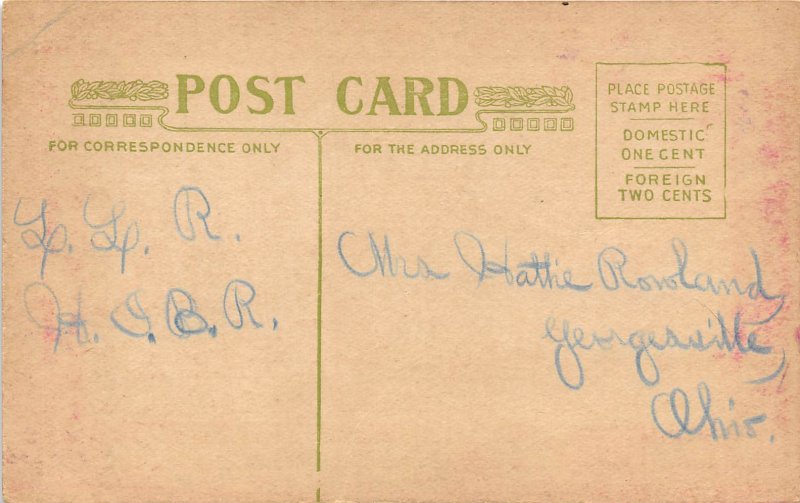 POST CARD
FOR CORRESPONDENCE ONLY
FOR THE ADDRESS ONLY
PLACE POSTAGE
STAMP HERE
DOMESTIC
ONE CENT
FOREIGN
TWO CENTS
L. L. R.
H. I. B. R.
Mrs Hattie Rowland,
Georgesville,
Ohio.